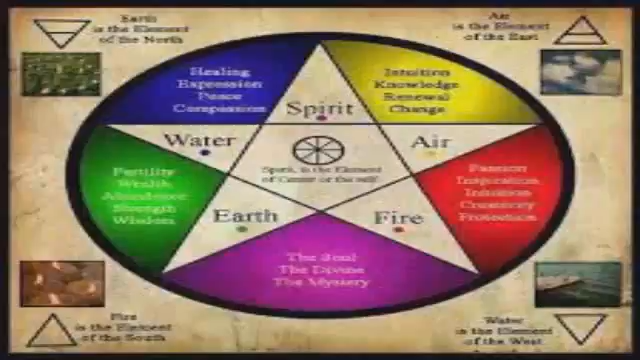 Earth
is the Element
of the North
Air
is the Element
of the East
Healing
Expression
Peace
Compassion
Intuition
Knowledge
Renewal
Change
Spirit
Water
Air
Spirit, is the Element
of Center or the self
Fertility
Wealth
Abundance
Strength
Wisdom
Passion
Inspiration
Intuition
Creativity
Protection
Earth
Fire
The Soul
The Divine
The Mystery
Fire
is the Element
of the South
Water
is the Element
of the West